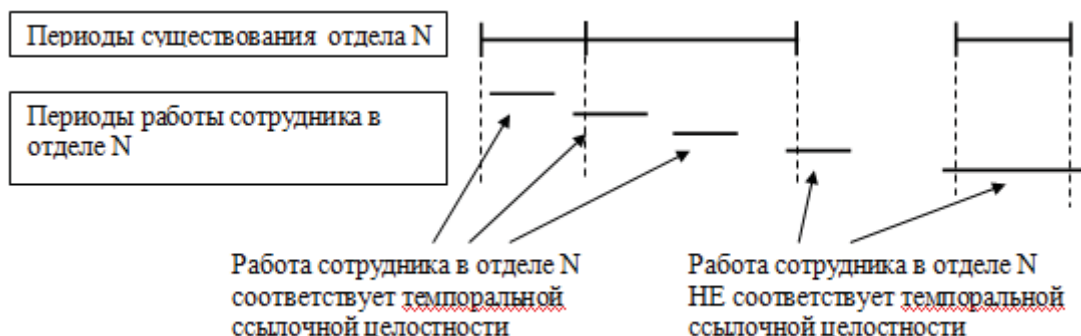 Периоды существования отдела N
Периоды работы сотрудника в
отделе N
Работа сотрудника в отделе N
соответствует темпоральной
ссылочной целостности
Работа сотрудника в отделе N
НЕ соответствует темпоральной
ссылочной целостности